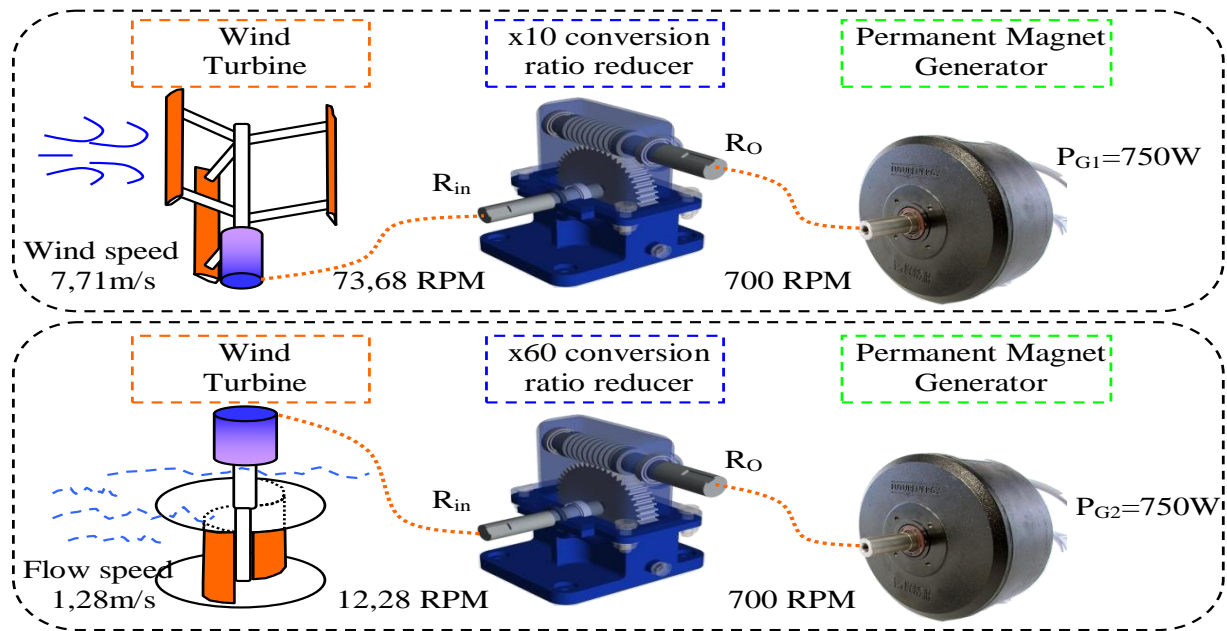 Wind
Turbine
x10 conversion
ratio reducer
Permanent Magnet
Generator
R_O
P_G1=750W
R_in
Wind speed
7,71m/s
73,68 RPM
700 RPM
Wind
Turbine
x60 conversion
ratio reducer
Permanent Magnet
Generator
R_O
R_in
P_G2=750W
Flow speed
1,28m/s
12,28 RPM
700 RPM